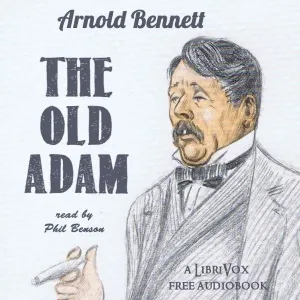 Arnold Bennett
THE
OLD
ADAM
read by
Phil Benson
a LibriVox
free audiobook